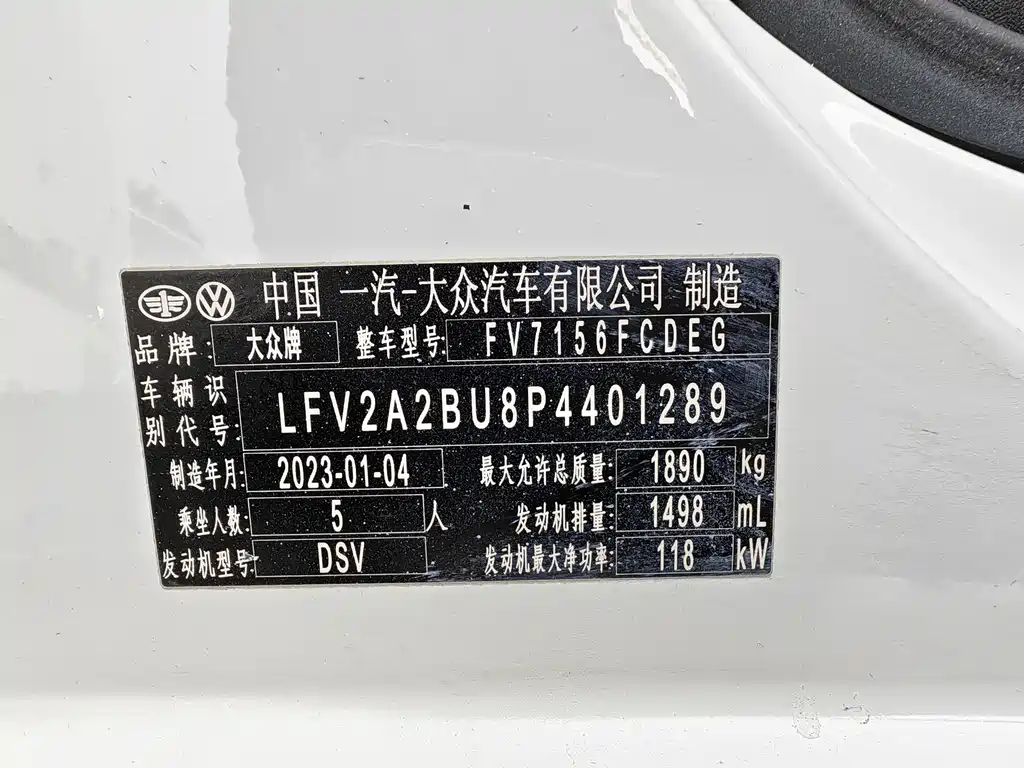 中国 一汽-大众汽车有限公司 制造
品牌: 大众牌 整车型号: FV7156FCDEG
车辆识别代号: LFV2A2BU8P4401289
制造年月: 2023-01-04 最大允许总质量: 1890 kg
乘坐人数: 5 人 发动机排量: 1498 mL
发动机型号: DSV 发动机最大净功率: 118 kW